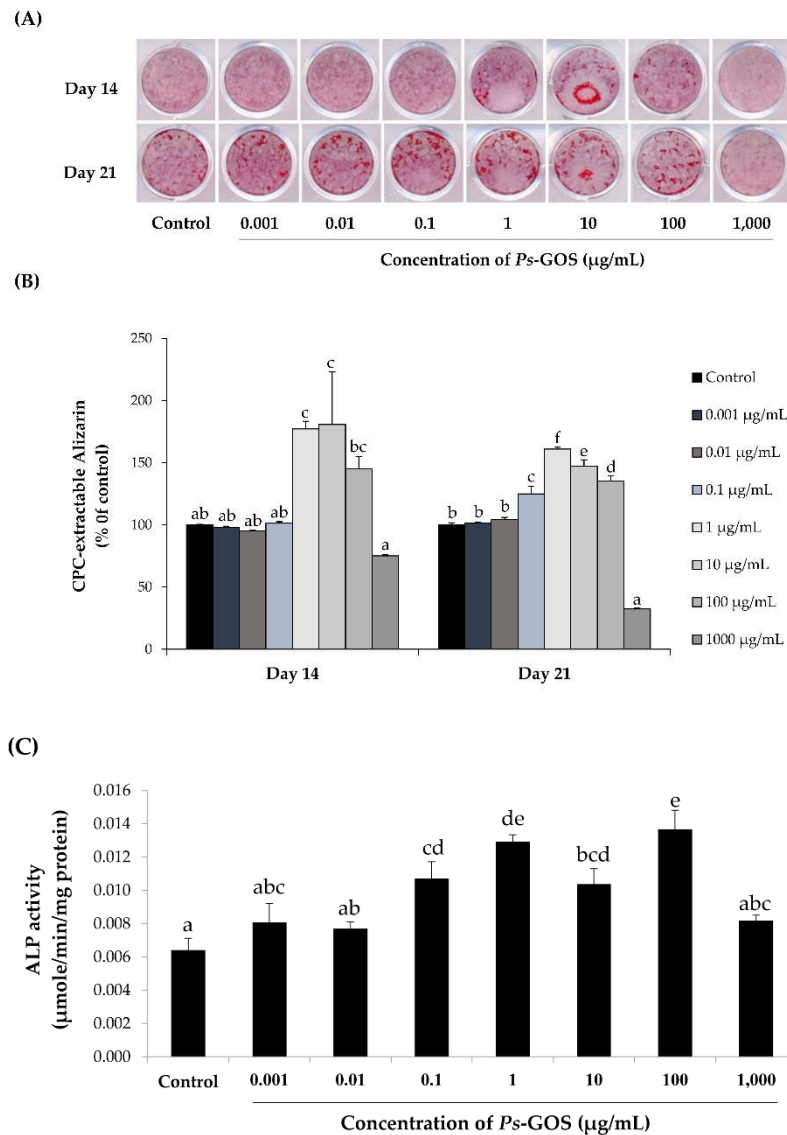 (A)
Day 14
Day 21
Control 0.001 0.01 0.1 1 10 100 1,000
Concentration of Ps-GOS (µg/mL)
(B)
CPC-extractable Alizarin
(% 0f control)
250
200
150
100
50
0
ab ab ab ab c c bc a
b b b c f e d a
Day 14 Day 21
Control
0.001 µg/mL
0.01 µg/mL
0.1 µg/mL
1 µg/mL
10 µg/mL
100 µg/mL
1000 µg/mL
(C)
ALP activity
(µmole/min/mg protein)
0.016
0.014
0.012
0.010
0.008
0.006
0.004
0.002
0.000
a abc ab cd de bcd e abc
Control 0.001 0.01 0.1 1 10 100 1,000
Concentration of Ps-GOS (µg/mL)